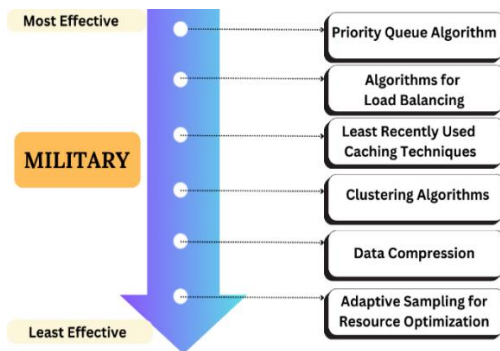 Most Effective
Priority Queue Algorithm
Algorithms for
Load Balancing
Least Recently Used
Caching Techniques
MILITARY
Clustering Algorithms
Data Compression
Adaptive Sampling for
Resource Optimization
Least Effective